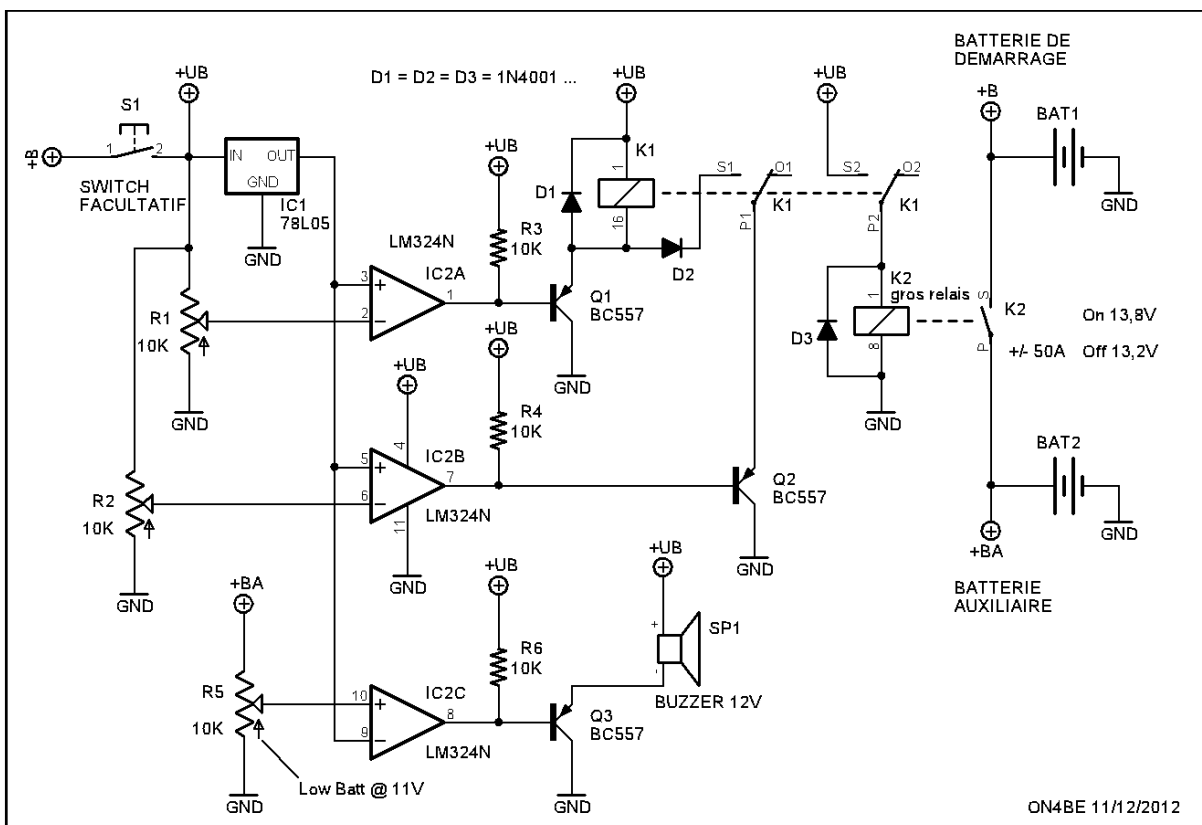 BATTERIE DE
DEMARRAGE
+UB
D1 = D2 = D3 = 1N4001 ...
+UB
+UB
+B
S1
BAT1
+B
1
2
IN
OUT
GND
+UB
1
K1
S1
O1
S2
O2
SWITCH
FACULTATIF
IC1
78L05
GND
D1
K1
K1
GND
R3
10K
16
P1
P2
GND
LM324N
D2
3
IC2A
1
2
K2
gros relais
1
S
R1
10K
Q1
BC557
D3
K2
On 13,8V
+UB
8
P
+/- 50A
Off 13,2V
+UB
GND
GND
GND
R4
10K
4
IC2B
5
7
BAT2
R2
10K
6
Q2
BC557
11
LM324N
GND
+UB
+UB
GND
+BA
GND
GND
+BA
BATTERIE
AUXILIAIRE
+
SP1
R6
10K
-
R5
10K
10
IC2C
8
BUZZER 12V
9
Q3
BC557
LM324N
Low Batt @ 11V
GND
GND
ON4BE 11/12/2012